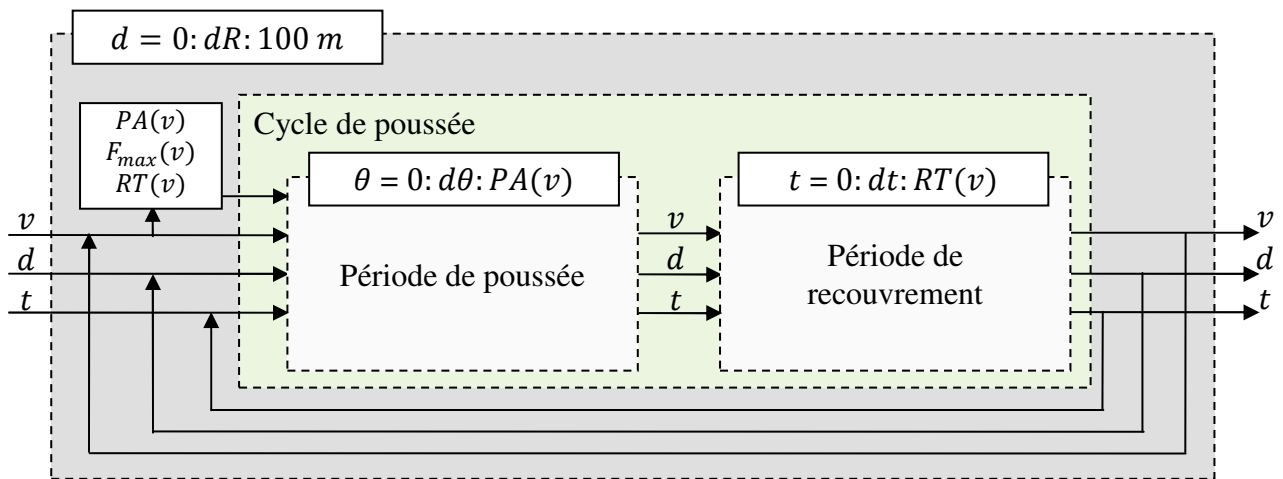 d = 0: dR: 100 m
PA(v)
F_max(v)
RT(v)
Cycle de poussée
θ = 0: dθ: PA(v)
t = 0: dt: RT(v)
v
d
t
Période de poussée
v
d
t
Période de
recouvrement
v
d
t